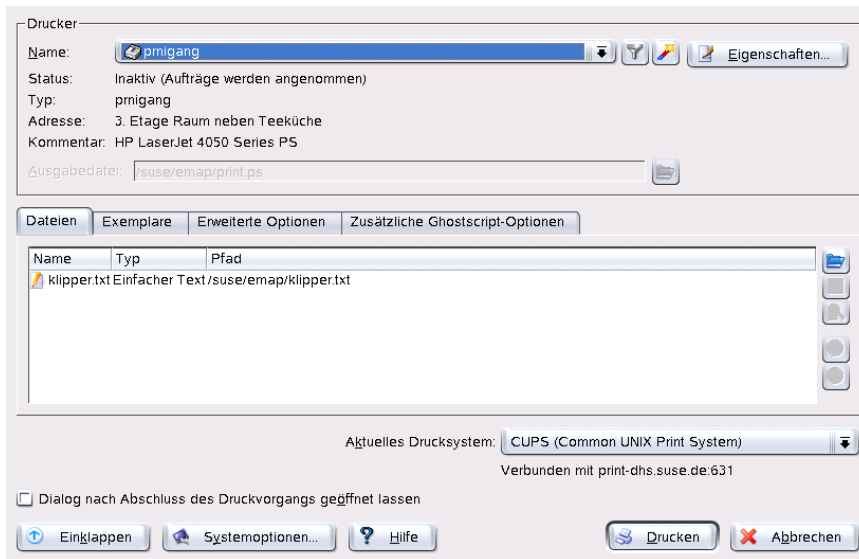 Drucker
Name: prnigang Eigenschaften...
Status: Inaktiv (Aufträge werden angenommen)
Typ: prnigang
Adresse: 3. Etage Raum neben Teeküche
Kommentar: HP LaserJet 4050 Series PS
Ausgabedatei: /suse/emap/print.ps
Dateien Exemplare Erweiterte Optionen Zusätzliche Ghostscript-Optionen
Name Typ Pfad
klipper.txt Einfacher Text /suse/emap/klipper.txt
Aktuelles Drucksystem: CUPS (Common UNIX Print System)
Verbunden mit print-dhs.suse.de:631
Dialog nach Abschluss des Druckvorgangs geöffnet lassen
Einklappen Systemoptionen... Hilfe Drucken Abbrechen